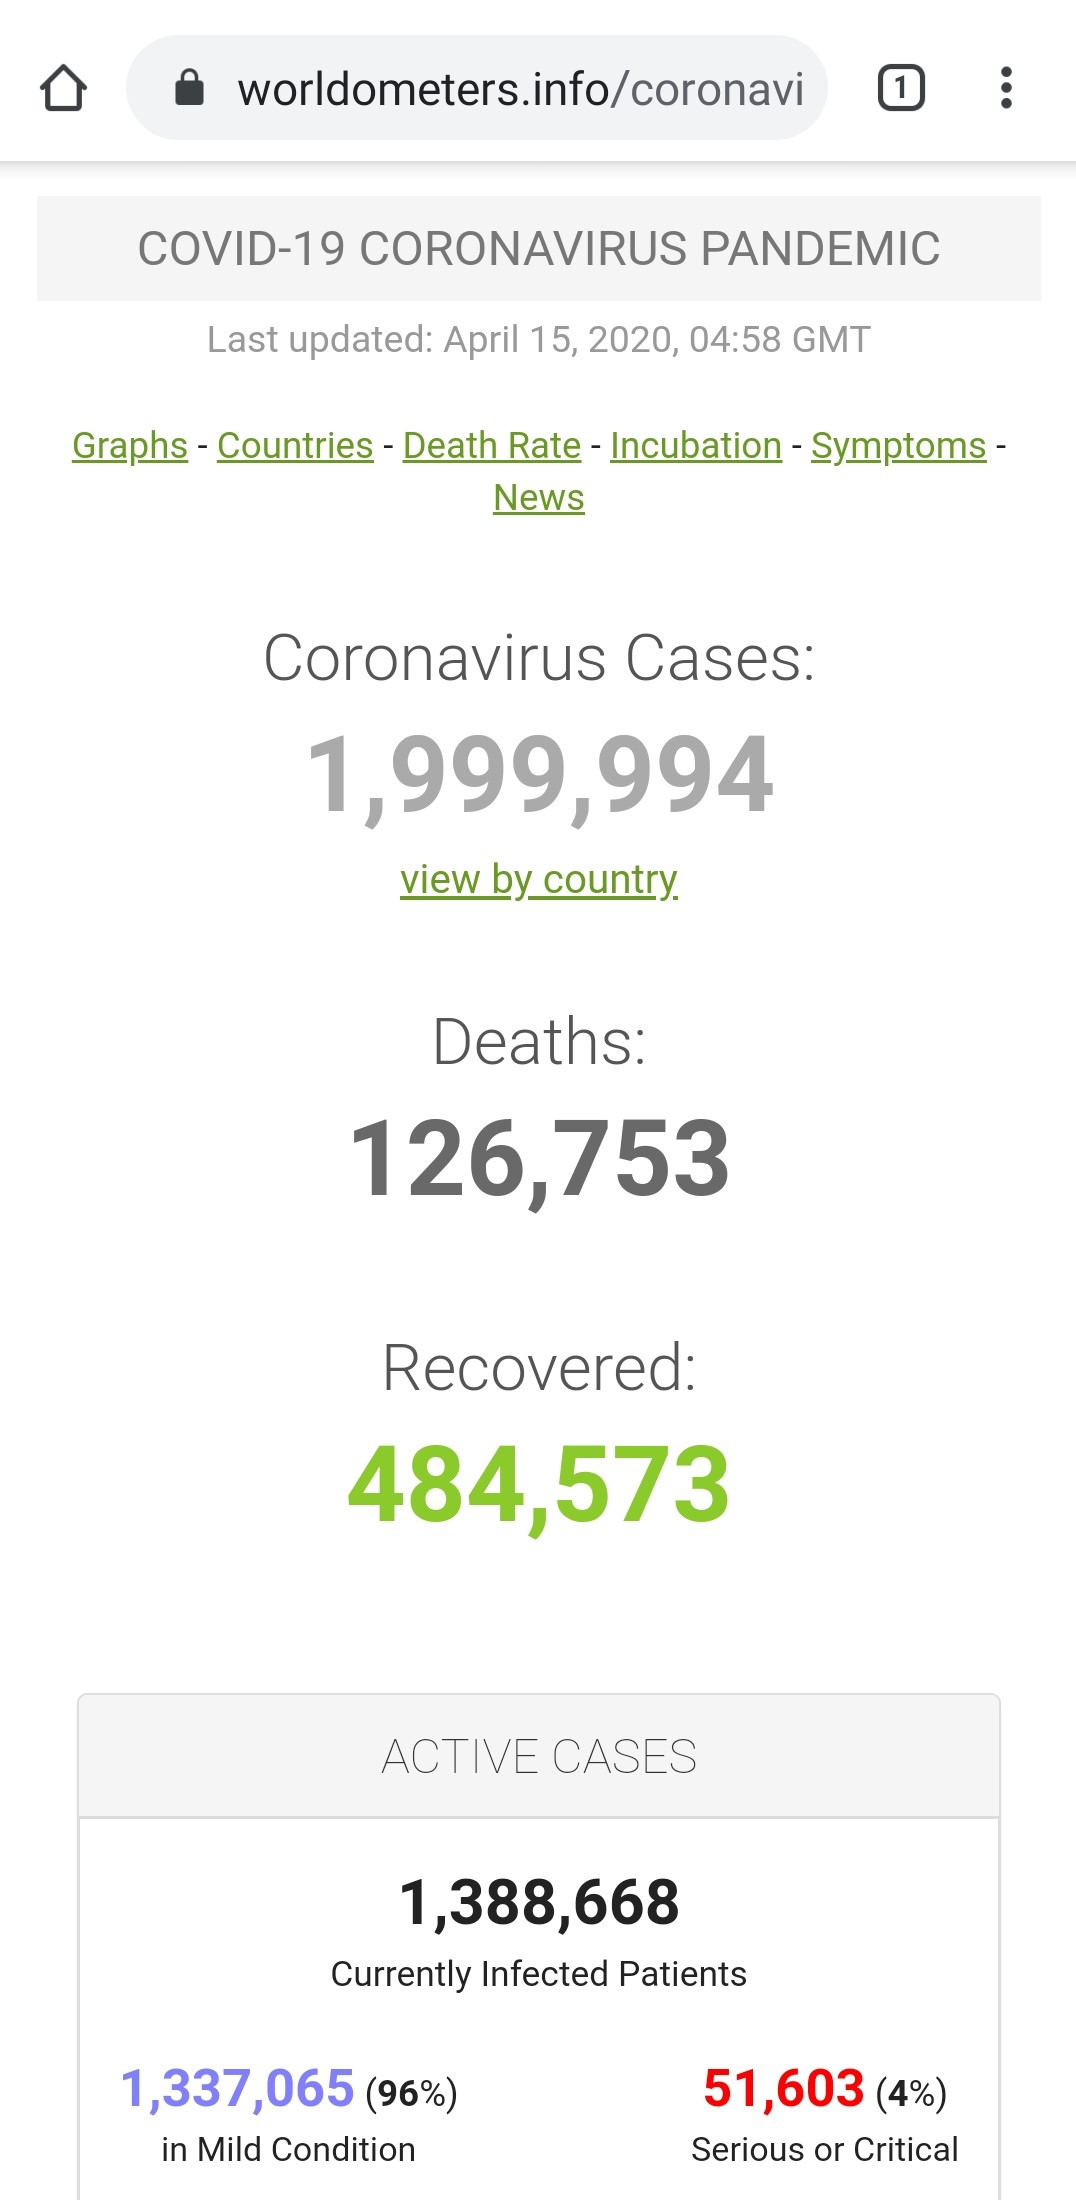 worldometers.info/coronavi
1
COVID-19 CORONAVIRUS PANDEMIC
Last updated: April 15, 2020, 04:58 GMT
Graphs - Countries - Death Rate - Incubation - Symptoms -
News
Coronavirus Cases:
1,999,994
view by country
Deaths:
126,753
Recovered:
484,573
ACTIVE CASES
1,388,668
Currently Infected Patients
1,337,065 (96%) 51,603 (4%)
in Mild Condition Serious or Critical